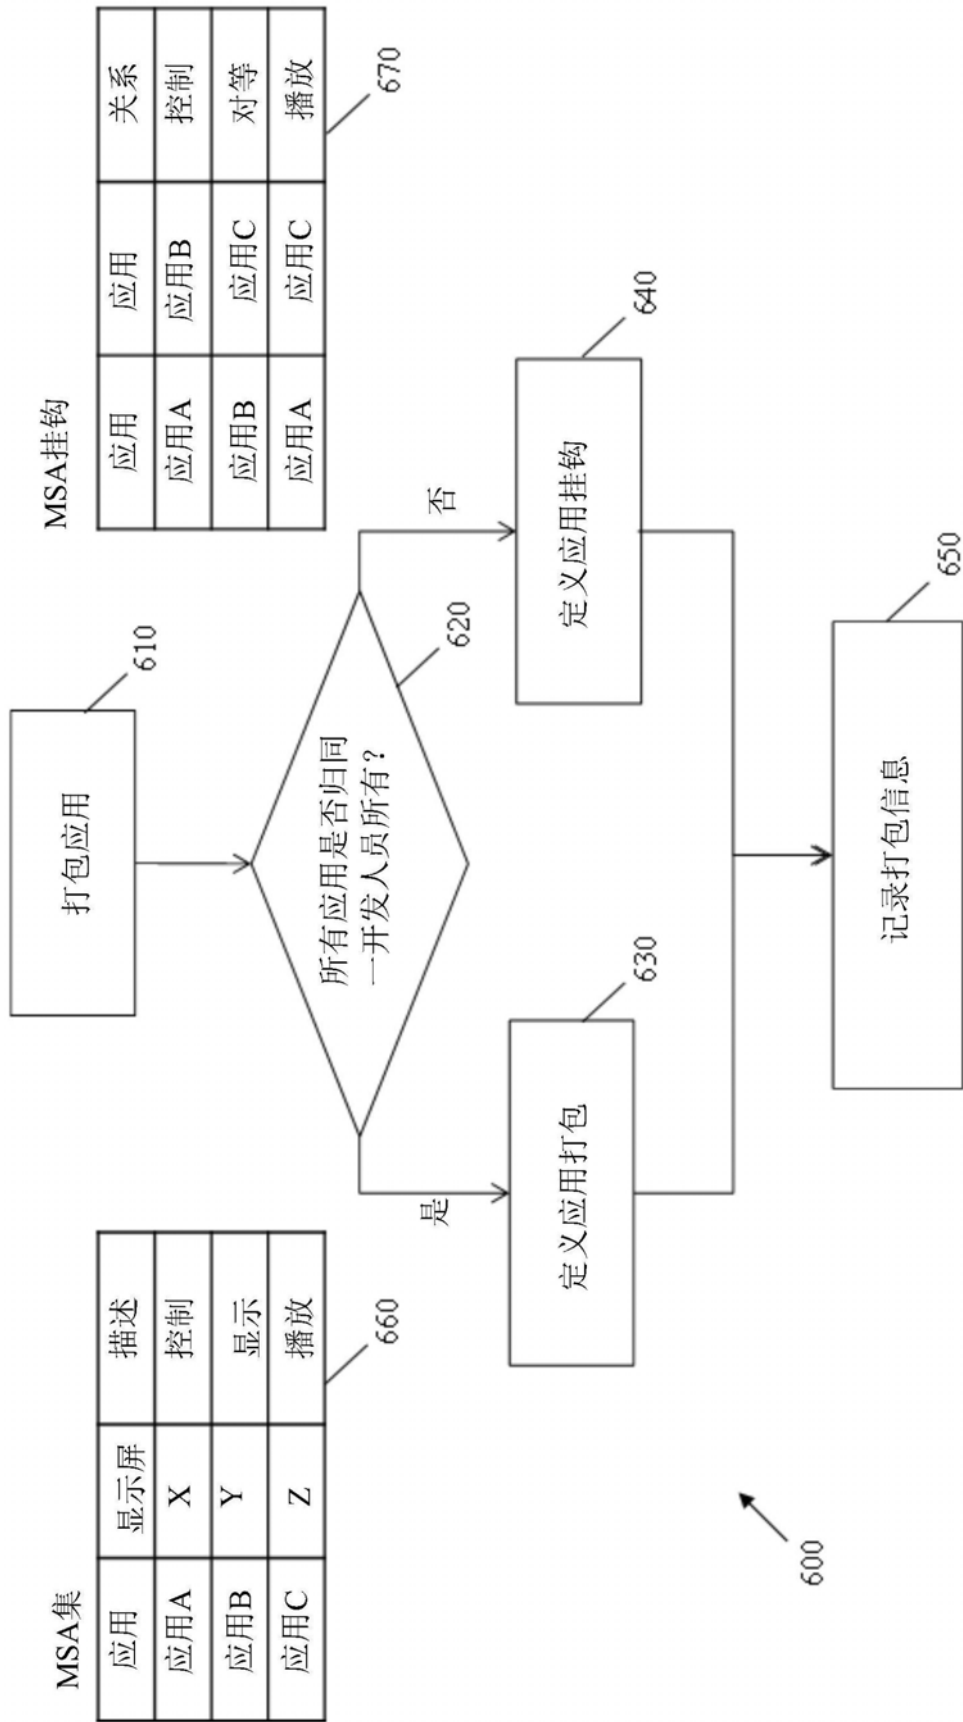 MSA集
应用 显示屏 描述
应用A X 控制
应用B Y 显示
应用C Z 播放
660
打包应用
610
MSA挂钩
应用 应用 关系
应用A 应用B 控制
应用B 应用C 对等
应用A 应用C 播放
670
所有应用是否归同
一开发人员所有?
620
是
否
定义应用打包
630
定义应用挂钩
640
记录打包信息
650
600